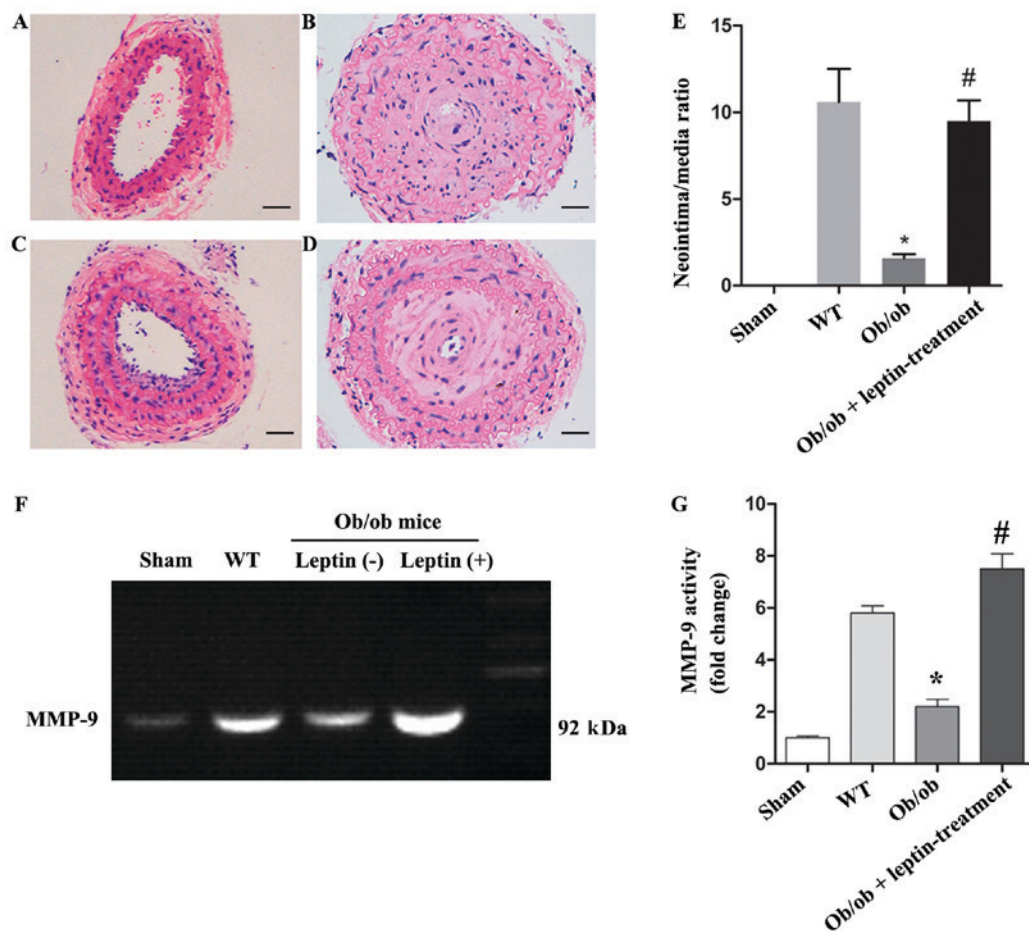 A
B
C
D
E
Neointima/media ratio
15
10
5
0
#
*
Sham
WT
Ob/ob
Ob/ob + leptin-treatment
F
Ob/ob mice
Sham WT Leptin (-) Leptin (+)
MMP-9
92 kDa
G
MMP-9 activity
(fold change)
10
8
6
4
2
0
#
*
Sham
WT
Ob/ob
Ob/ob + leptin-treatment